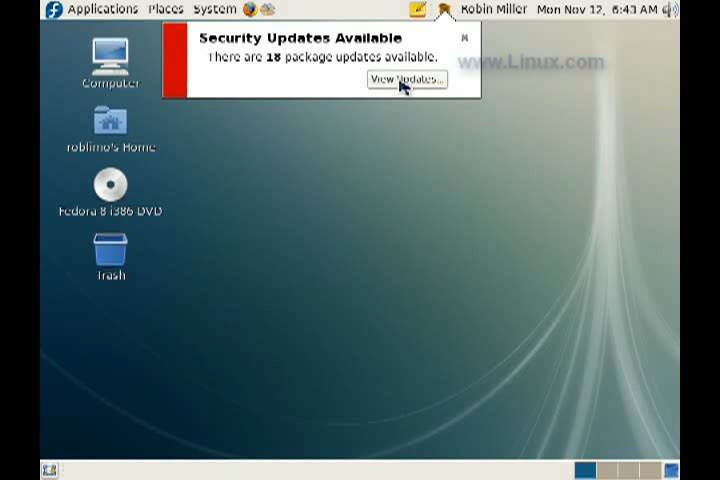 Applications Places System Robin Miller Mon Nov 12, 6:43 AM
Security Updates Available
There are 18 package updates available.
View Updates...
www.Linux.com
Computer
roblimo's Home
Fedora 8 i386 DVD
Trash